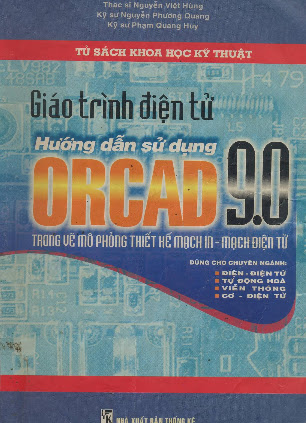 Thạc sĩ Nguyễn Việt Hùng
Kỹ sư Nguyễn Phương Quang
Kỹ sư Phạm Quang Huy
TỦ SÁCH KHOA HỌC KỸ THUẬT
Giáo trình điện tử
Hướng dẫn sử dụng
ORCAD 9.0
TRONG VẼ MÔ PHỎNG THIẾT KẾ MẠCH IN - MẠCH ĐIỆN TỬ
DÙNG CHO CHUYÊN NGÀNH:
ĐIỆN - ĐIỆN TỬ
TỰ ĐỘNG HOÁ
VIỄN THÔNG
CƠ - ĐIỆN TỬ
NHÀ XUẤT BẢN THỐNG KÊ